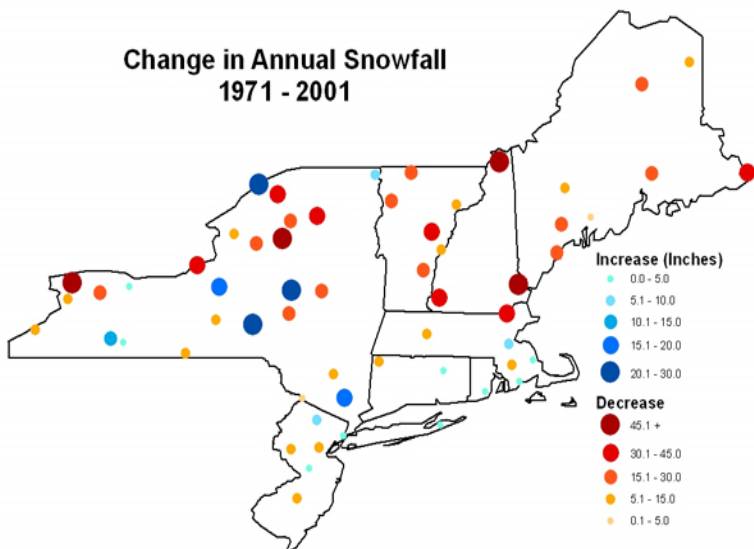 Change in Annual Snowfall
1971 - 2001
Increase (Inches)
0.0 - 5.0
5.1 - 10.0
10.1 - 15.0
15.1 - 20.0
20.1 - 30.0
Decrease
45.1 +
30.1 - 45.0
15.1 - 30.0
5.1 - 15.0
0.1 - 5.0